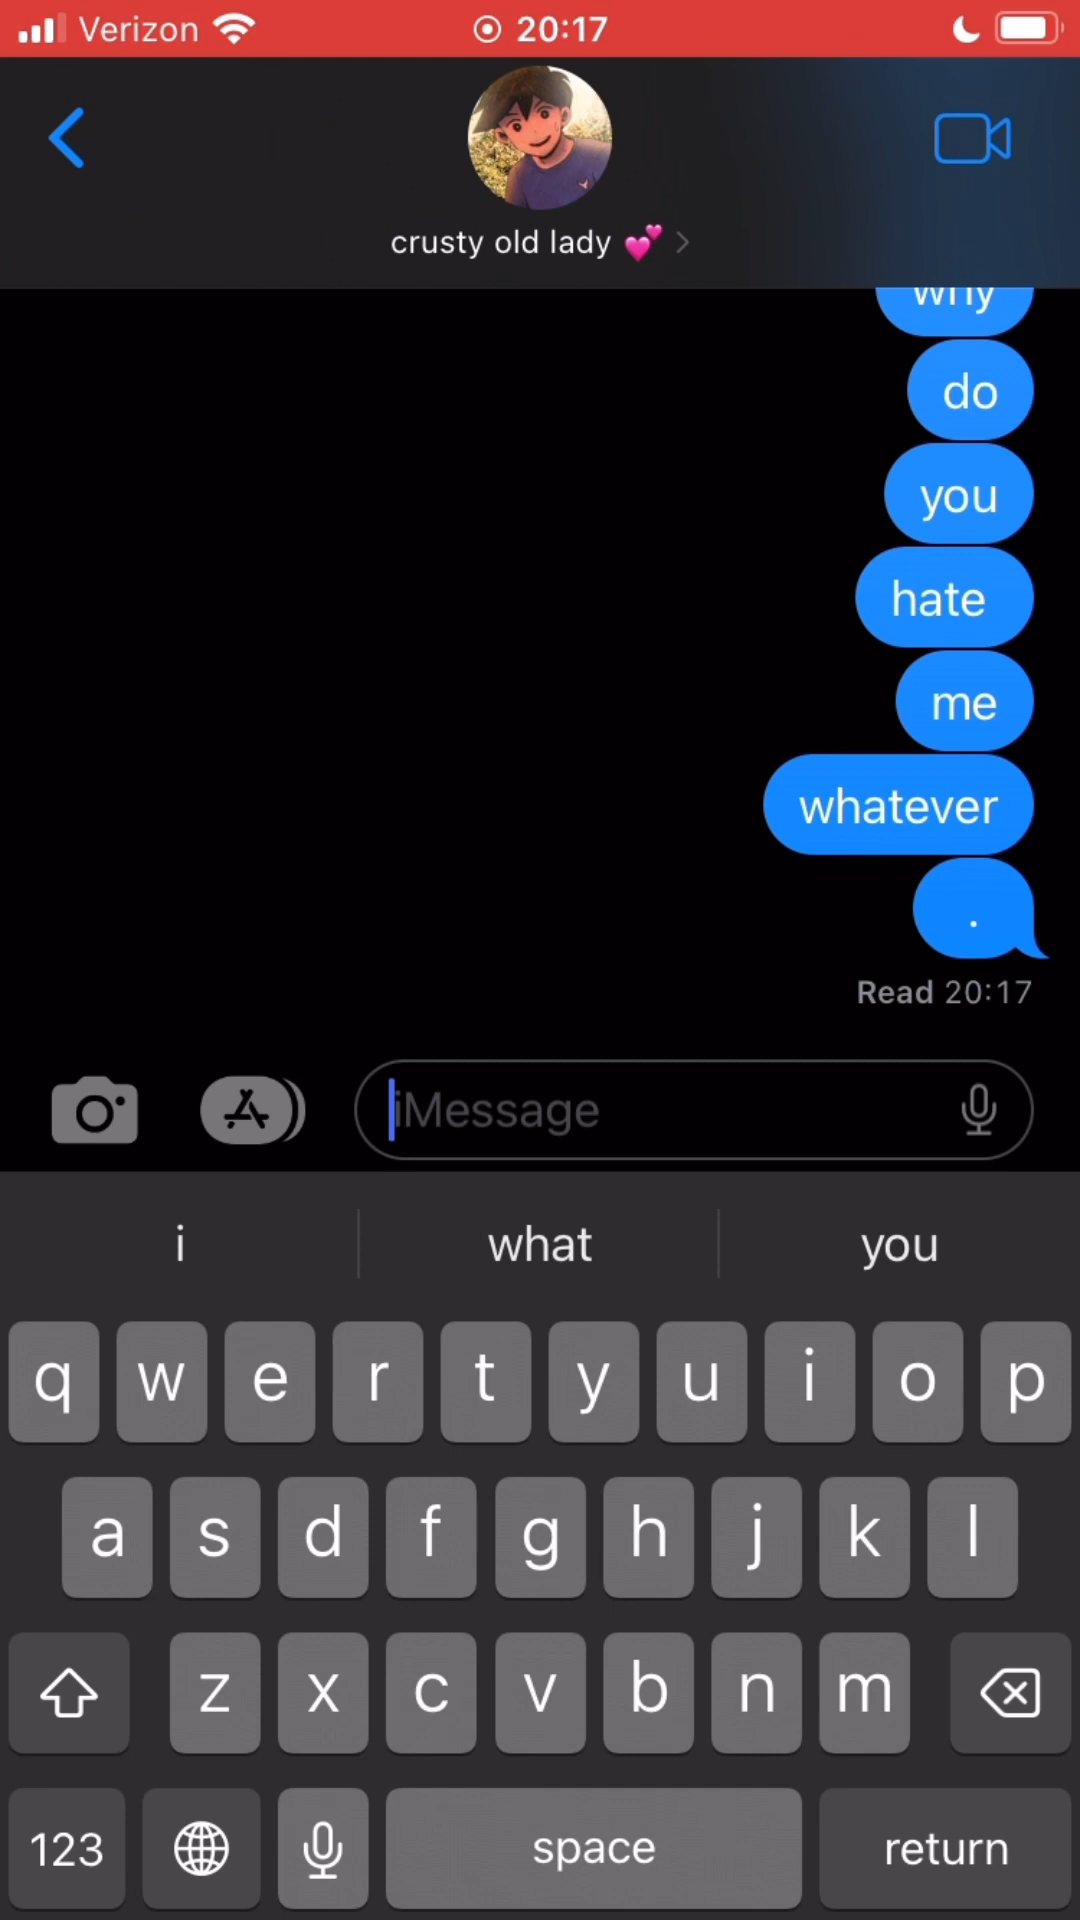 Verizon 20:17
crusty old lady 💕
why
do
you
hate
me
whatever
.
Read 20:17
iMessage
i what you
q w e r t y u i o p
a s d f g h j k l
z x c v b n m
123 space return